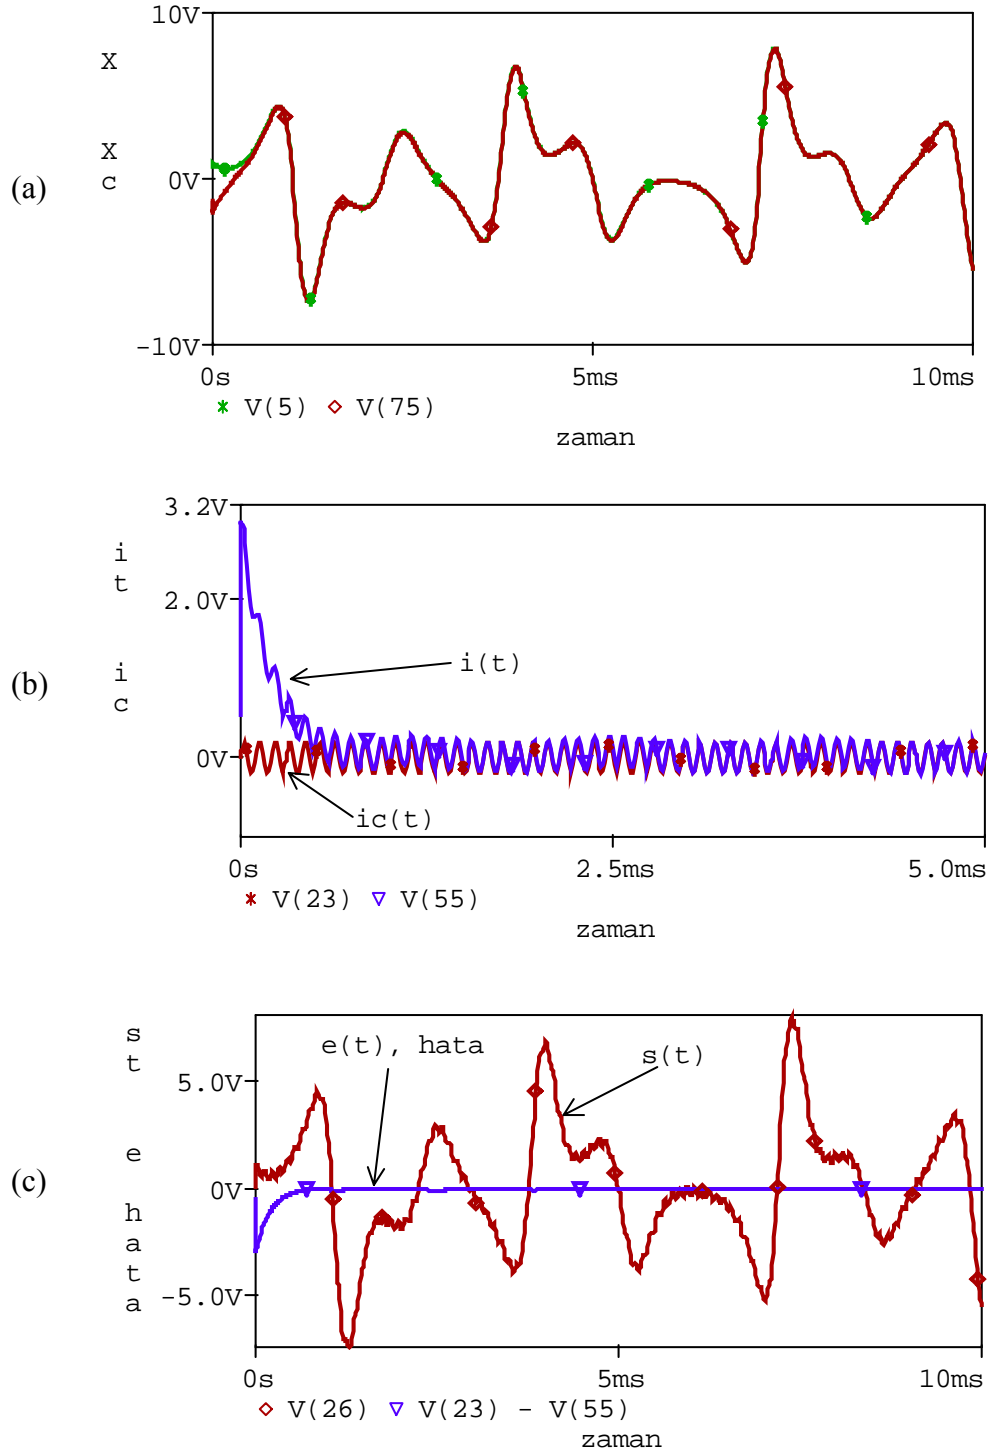 10V
X
X
c
(a)
0V
-10V
0s 5ms 10ms
V(5) V(75)
zaman
3.2V
i
t
2.0V
i
c
(b)
i(t)
0V
ic(t)
0s 2.5ms 5.0ms
V(23) V(55)
zaman
s
t
e(t), hata
s(t)
5.0V
e
(c)
0V
h
a
t
a
-5.0V
0s 5ms 10ms
V(26) V(23) - V(55)
zaman